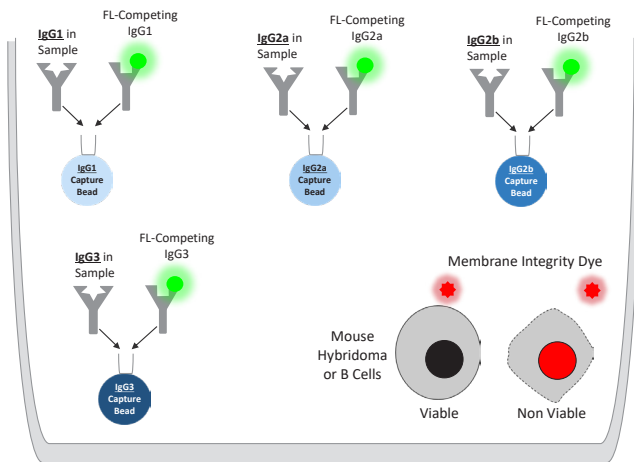 IgG1 in
Sample
FL-Competing
IgG1
IgG1
Capture
Bead
IgG2a in
Sample
FL-Competing
IgG2a
IgG2a
Capture
Bead
IgG2b in
Sample
FL-Competing
IgG2b
IgG2b
Capture
Bead
IgG3 in
Sample
FL-Competing
IgG3
IgG3
Capture
Bead
Membrane Integrity Dye
Mouse
Hybridoma
or B Cells
Viable
Non Viable